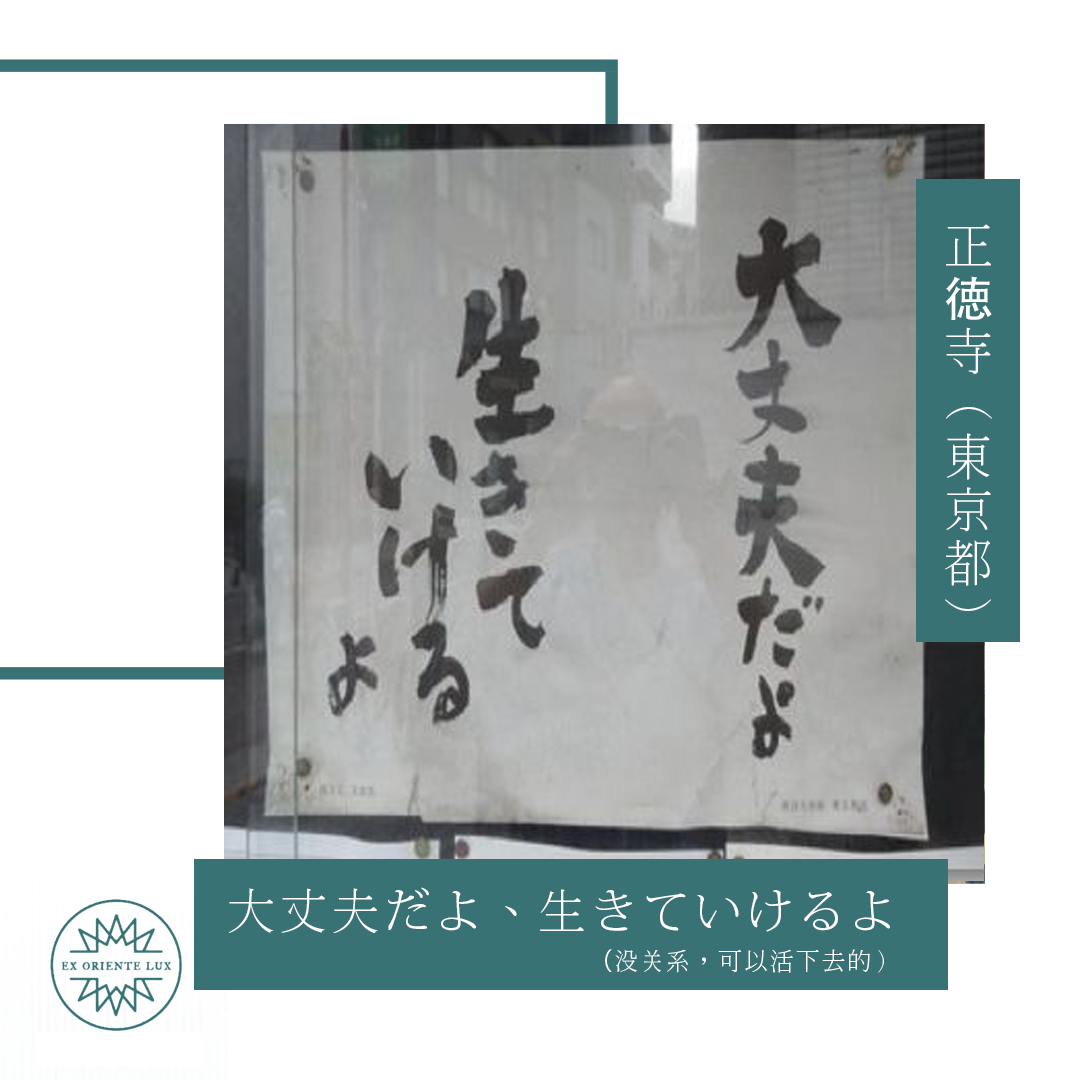 大丈夫だよ
生きて
いける
よ
正徳寺（東京都）
大丈夫だよ、生きていけるよ
(没关系，可以活下去的)
EX ORIENTE LUX